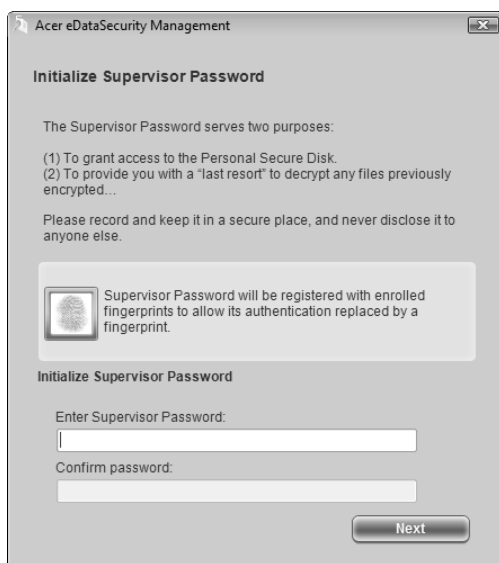 Acer eDataSecurity Management
Initialize Supervisor Password
The Supervisor Password serves two purposes:
(1) To grant access to the Personal Secure Disk.
(2) To provide you with a “last resort” to decrypt any files previously
encrypted...
Please record and keep it in a secure place, and never disclose it to
anyone else.
Supervisor Password will be registered with enrolled
fingerprints to allow its authentication replaced by a
fingerprint.
Initialize Supervisor Password
Enter Supervisor Password:
Confirm password:
Next